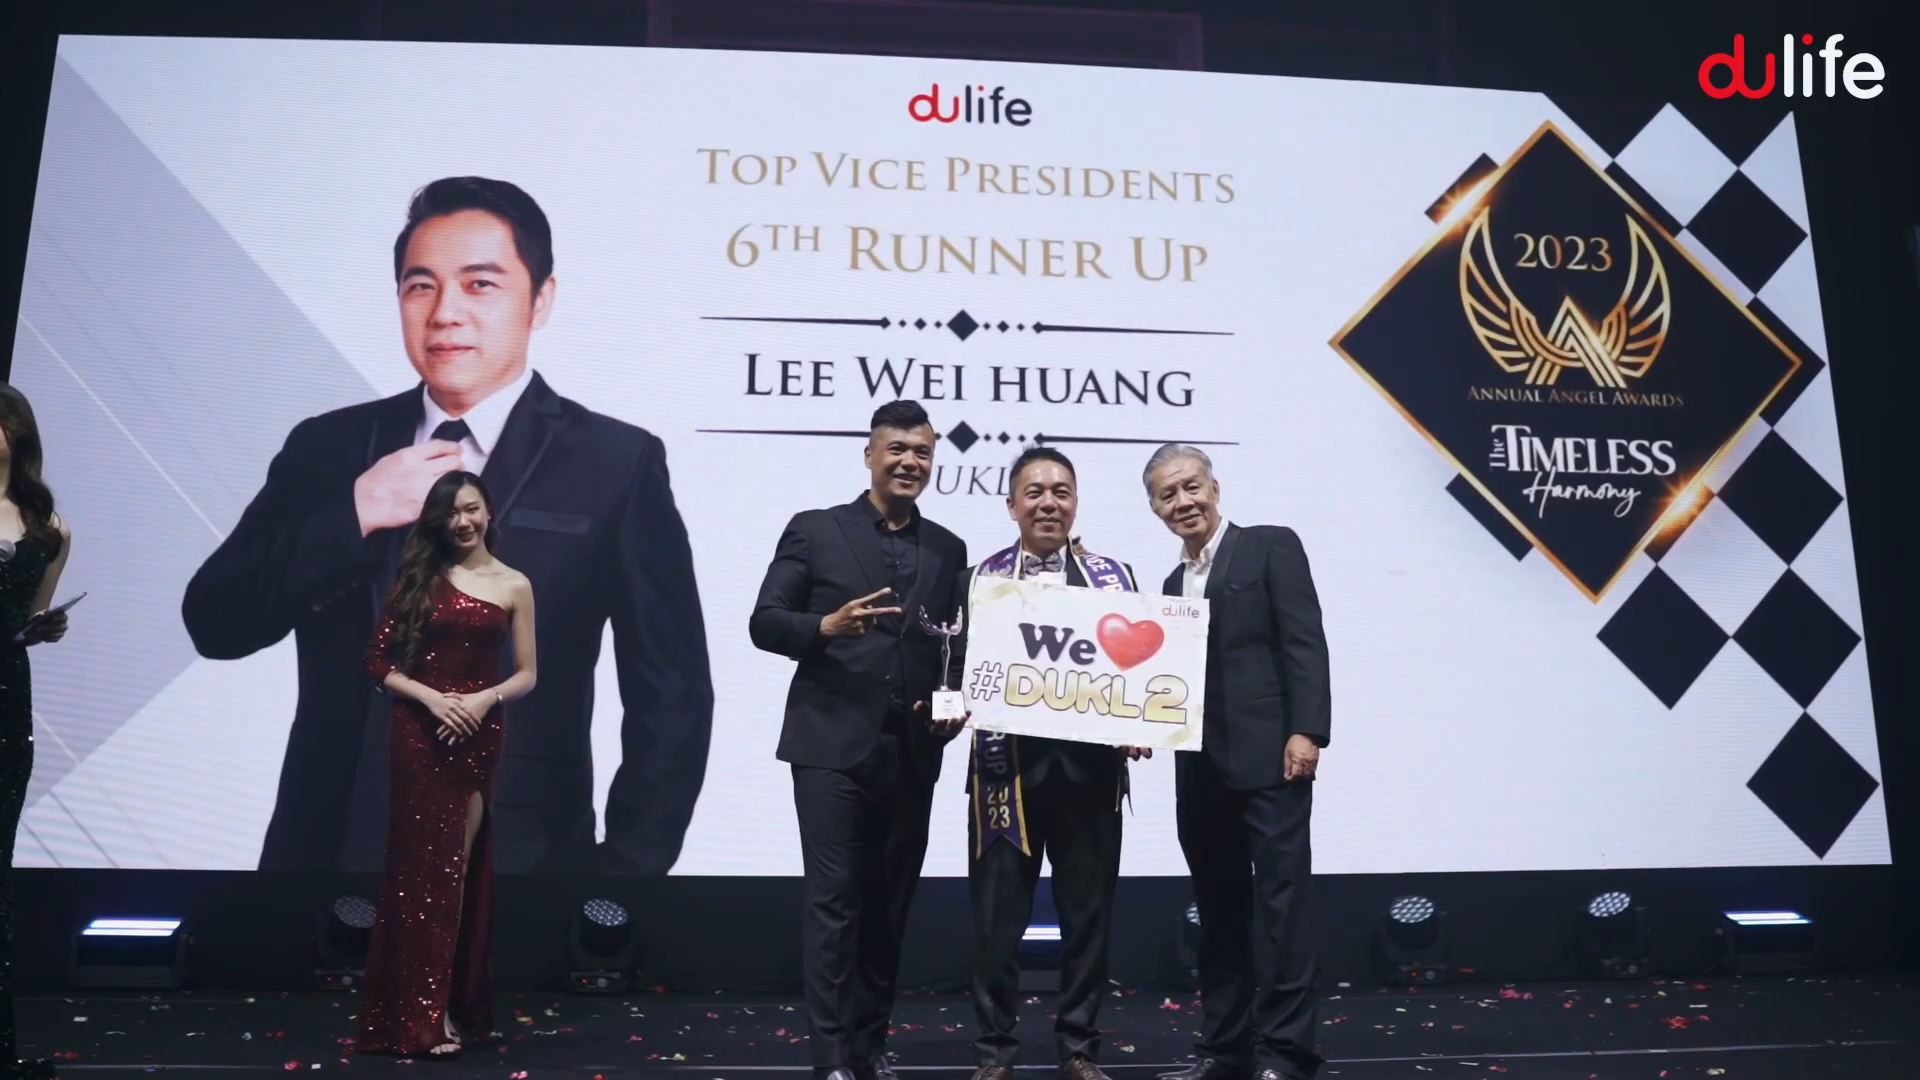 dulife
dulife
TOP VICE PRESIDENTS
6TH RUNNER UP
LEE WEI HUANG
2023
ANNUAL ANGEL AWARDS
The TIMELESS
Harmony
dulife
We
#DUKL2
2023